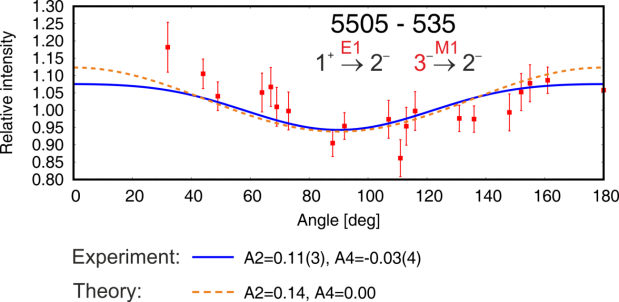 5505 - 535
E1 M1
1⁺ → 2⁻ 3⁻ → 2⁻
Relative intensity
1.30
1.25
1.20
1.15
1.10
1.05
1.00
0.95
0.90
0.85
0.80
0 20 40 60 80 100 120 140 160 180
Angle [deg]
Experiment: A2=0.11(3), A4=-0.03(4)
Theory: A2=0.14, A4=0.00